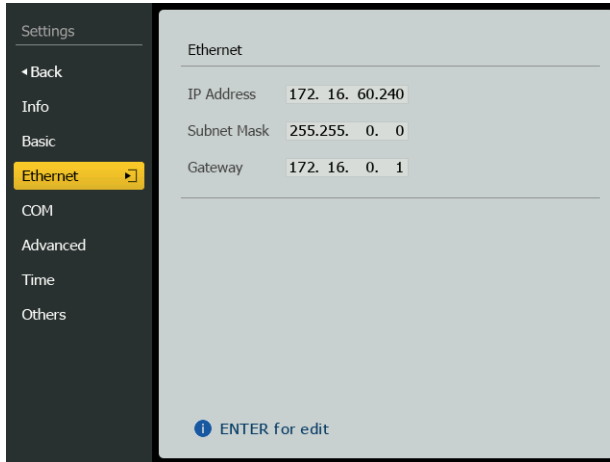 Settings
Back
Info
Basic
Ethernet
COM
Advanced
Time
Others
Ethernet
IP Address 172. 16. 60.240
Subnet Mask 255.255. 0. 0
Gateway 172. 16. 0. 1
ENTER for edit